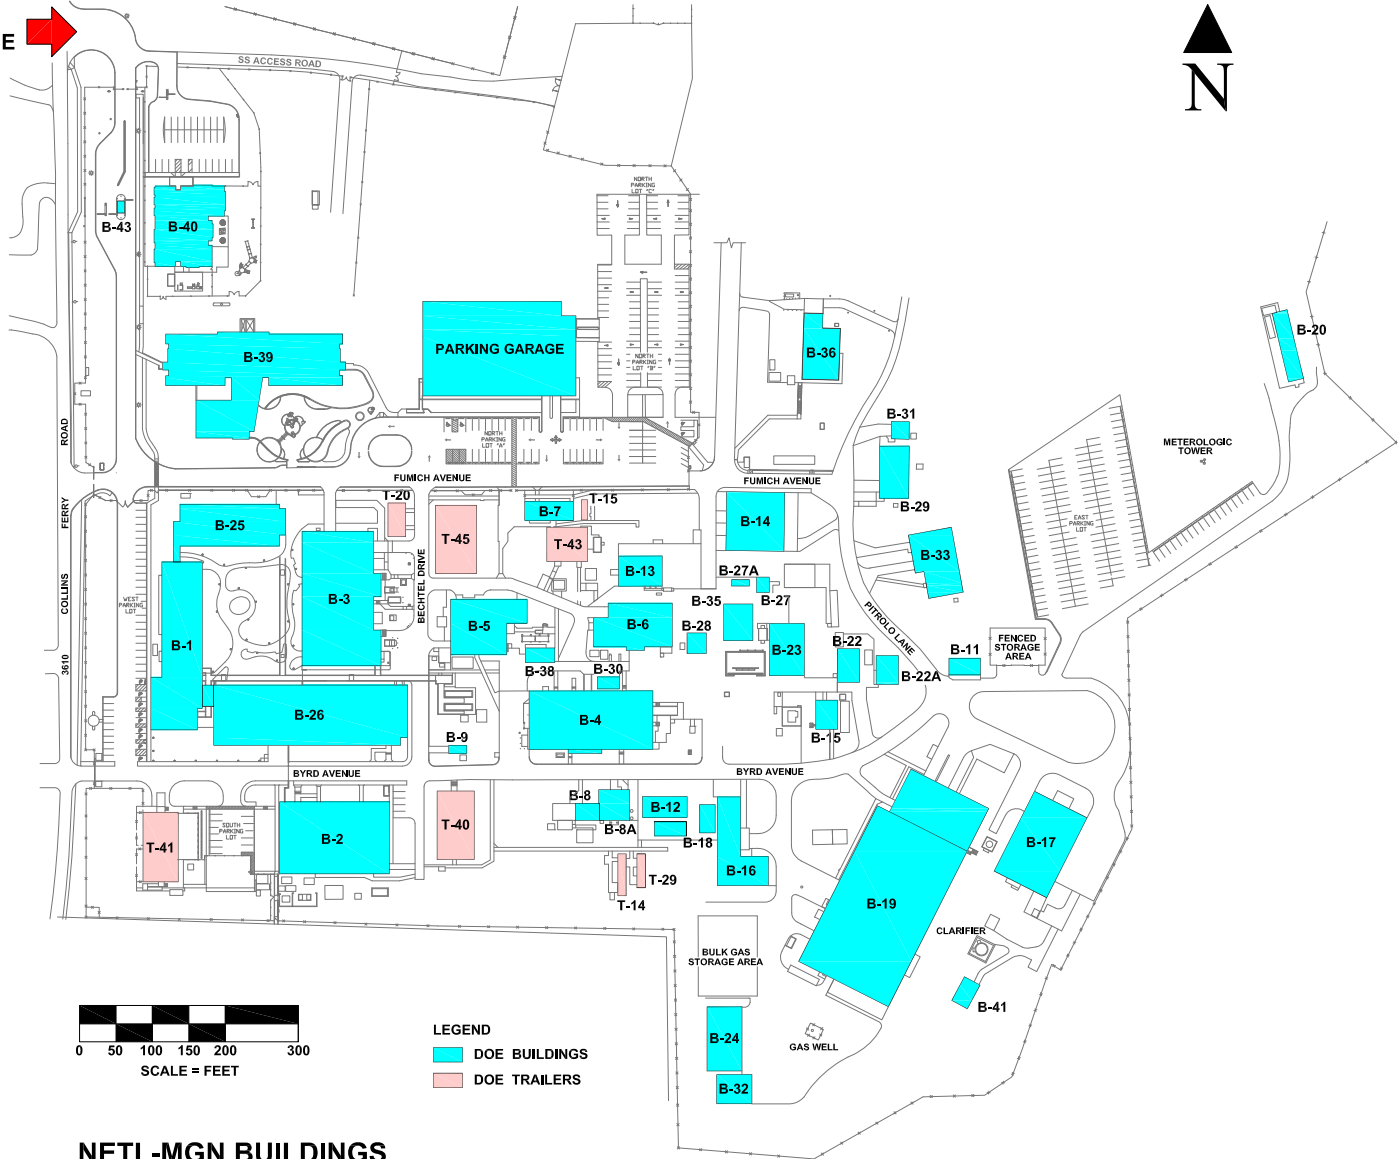 E
N
SS ACCESS ROAD
NORTH
PARKING
LOT "C"
B-43
B-40
B-20
B-39
PARKING GARAGE
NORTH
PARKING
LOT "B"
B-36
B-31
ROAD
NORTH
PARKING
LOT "A"
METEROLOGIC
TOWER
FUMICH AVENUE
FUMICH AVENUE
T-20
T-15
B-29
FERRY
B-25
T-45
B-7
B-14
EAST
PARKING
LOT
T-43
B-33
B-13
B-27A
B-27
COLLINS
WEST
PARKING
LOT
B-3
BECHTEL DRIVE
B-35
PITROLO LANE
B-5
B-6
B-28
B-1
B-23
B-22
FENCED
STORAGE
AREA
3610
B-38
B-30
B-11
B-22A
B-26
B-4
B-9
B-15
BYRD AVENUE
BYRD AVENUE
B-8
B-12
SOUTH
PARKING
LOT
T-40
B-8A
T-41
B-2
B-18
B-17
B-16
T-29
T-14
B-19
CLARIFIER
BULK GAS
STORAGE AREA
B-41
LEGEND
B-24
GAS WELL
0 50 100 150 200 300
SCALE = FEET
DOE BUILDINGS
DOE TRAILERS
B-32
NETL-MGN BUILDINGS